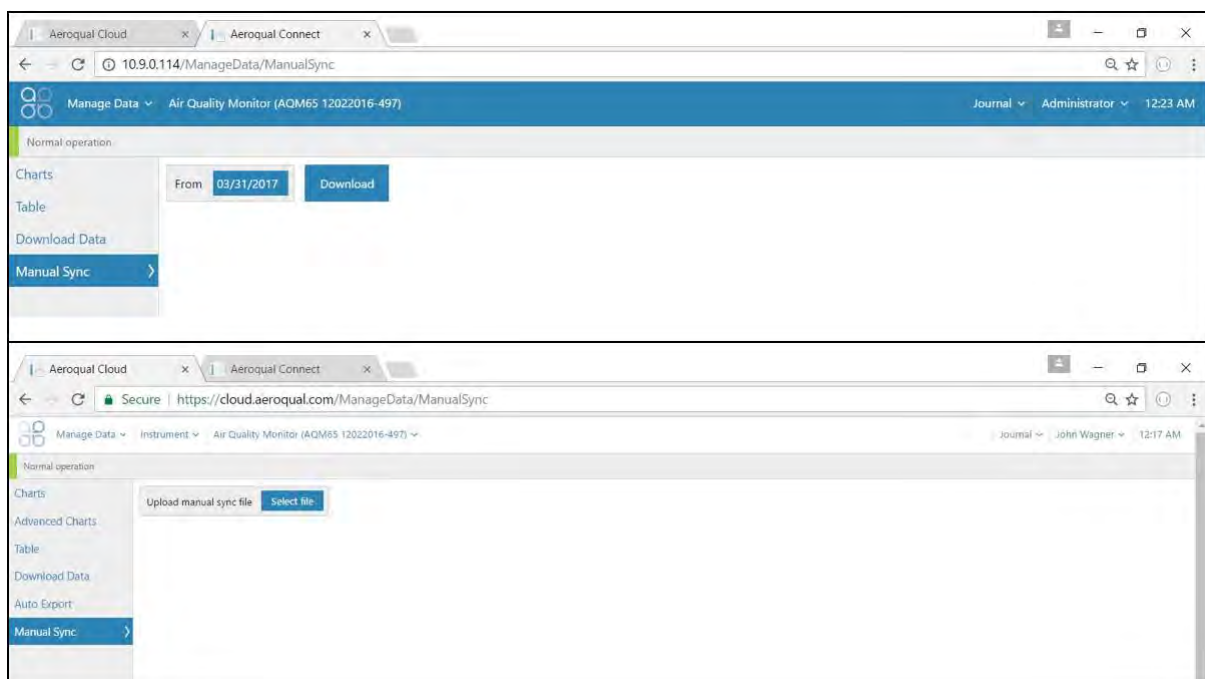 Aeroqual Cloud × Aeroqual Connect ×
10.9.0.114/ManageData/ManualSync
Manage Data Air Quality Monitor (AQM65 12022016-497) Journal Administrator 12:23 AM
Normal operation
Charts
From 03/31/2017 Download
Table
Download Data
Manual Sync
Aeroqual Cloud × Aeroqual Connect ×
Secure | https://cloud.aeroqual.com/ManageData/ManualSync
Manage Data Instrument Air Quality Monitor (AQM65 12022016-497) Journal John Wagner 12:17 AM
Normal operation
Charts
Upload manual sync file Select file
Advanced Charts
Table
Download Data
Auto Export
Manual Sync